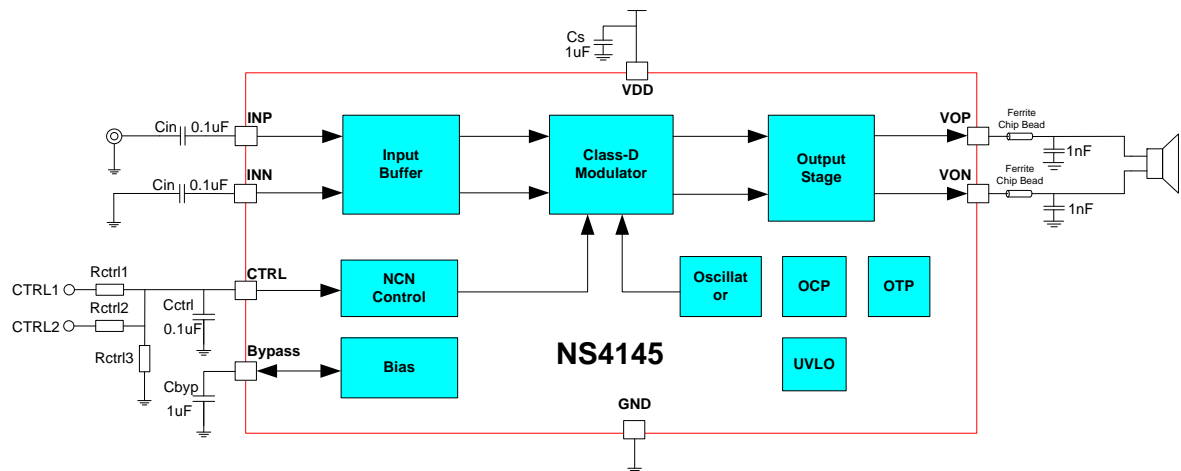 Cs
1uF
VDD
Cin
0.1uF
INP
Input
Buffer
Class-D
Modulator
Output
Stage
VOP
Ferrite
Chip Bead
1nF
Cin
0.1uF
INN
VON
Ferrite
Chip Bead
1nF
CTRL1
Rctrl1
CTRL
CTRL2
Rctrl2
Cctrl
0.1uF
Rctrl3
NCN
Control
Oscillat
or
OCP
OTP
Bypass
Cbyp
1uF
Bias
NS4145
UVLO
GND